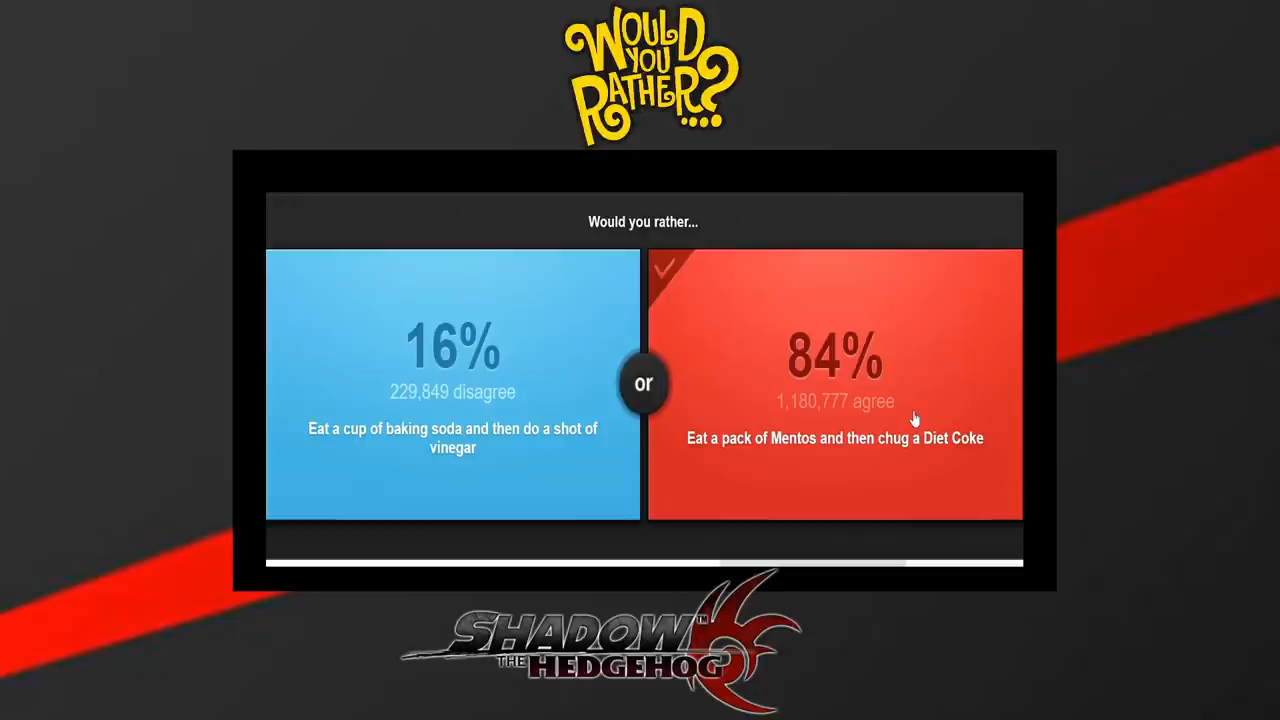 WOULD
YOU
RATHER?....
Would you rather...
16%
229,849 disagree
Eat a cup of baking soda and then do a shot of
vinegar
or
84%
1,180,777 agree
Eat a pack of Mentos and then chug a Diet Coke
SHADOW™
THE HEDGEHOG